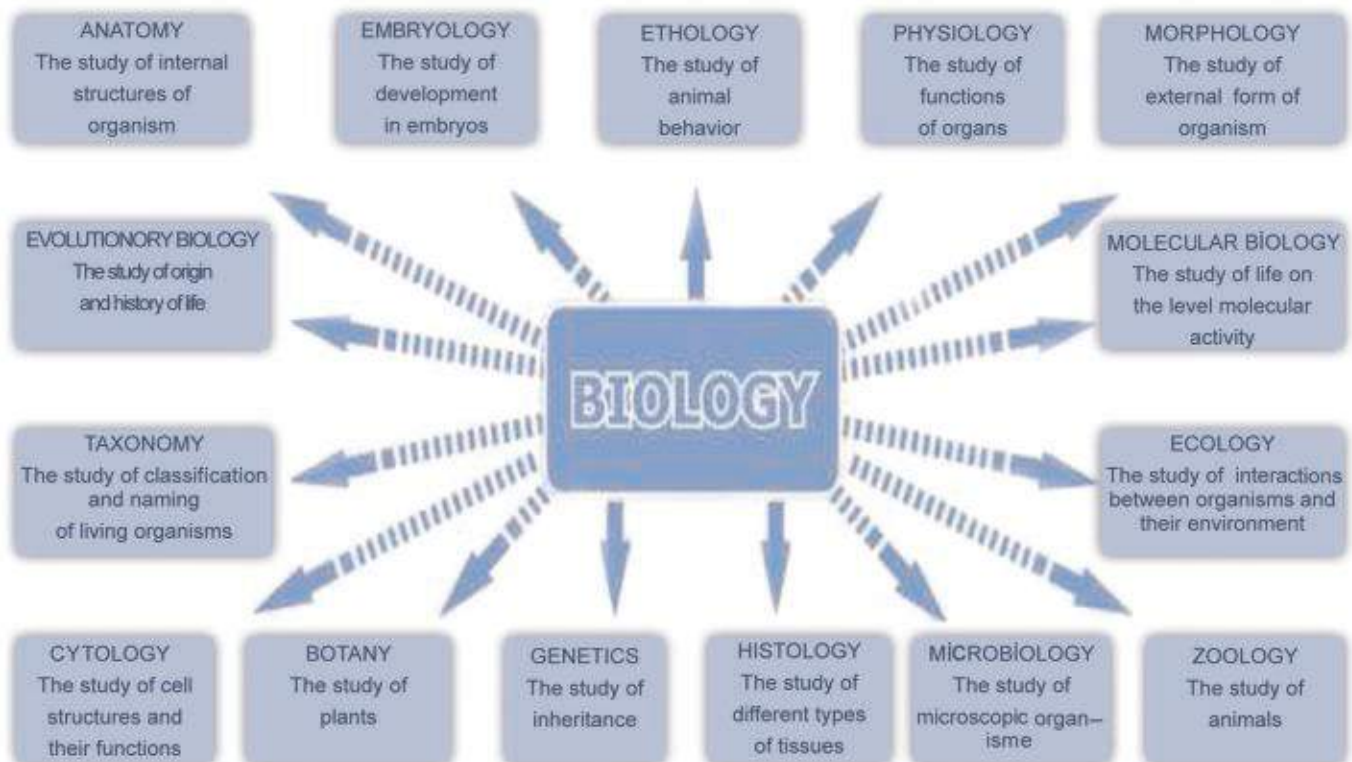 ANATOMY
The study of internal
structures of
organism
EMBRYOLOGY
The study of
development
in embryos
ETHOLOGY
The study of
animal
behavior
PHYSIOLOGY
The study of
functions
of organs
MORPHOLOGY
The study of
external form of
organism
EVOLUTIONORY BIOLOGY
The study of origin
and history of life
MOLECULAR BİOLOGY
The study of life on
the level molecular
activity
BIOLOGY
TAXONOMY
The study of classification
and naming
of living organisms
ECOLOGY
The study of interactions
between organisms and
their environment
CYTOLOGY
The study of cell
structures and
their functions
BOTANY
The study of
plants
GENETICS
The study of
inheritance
HISTOLOGY
The study of
different types
of tissues
MİCROBİOLOGY
The study of
microscopic organ–
isme
ZOOLOGY
The study of
animals